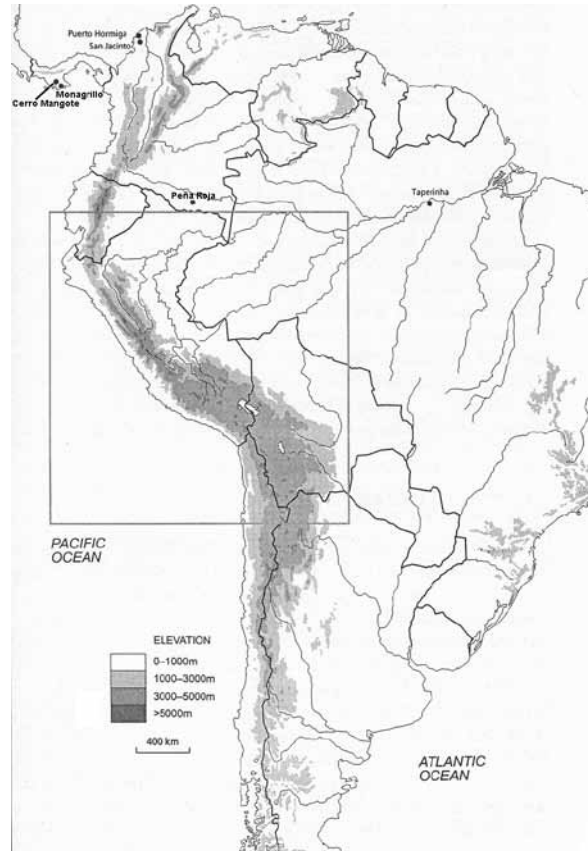 Puerto Hormiga
San Jacinto
Monagrillo
Cerro Mangote
Peña Roja
Taperinha
PACIFIC
OCEAN
ELEVATION
0–1000m
1000–3000m
3000–5000m
>5000m
400 km
ATLANTIC
OCEAN